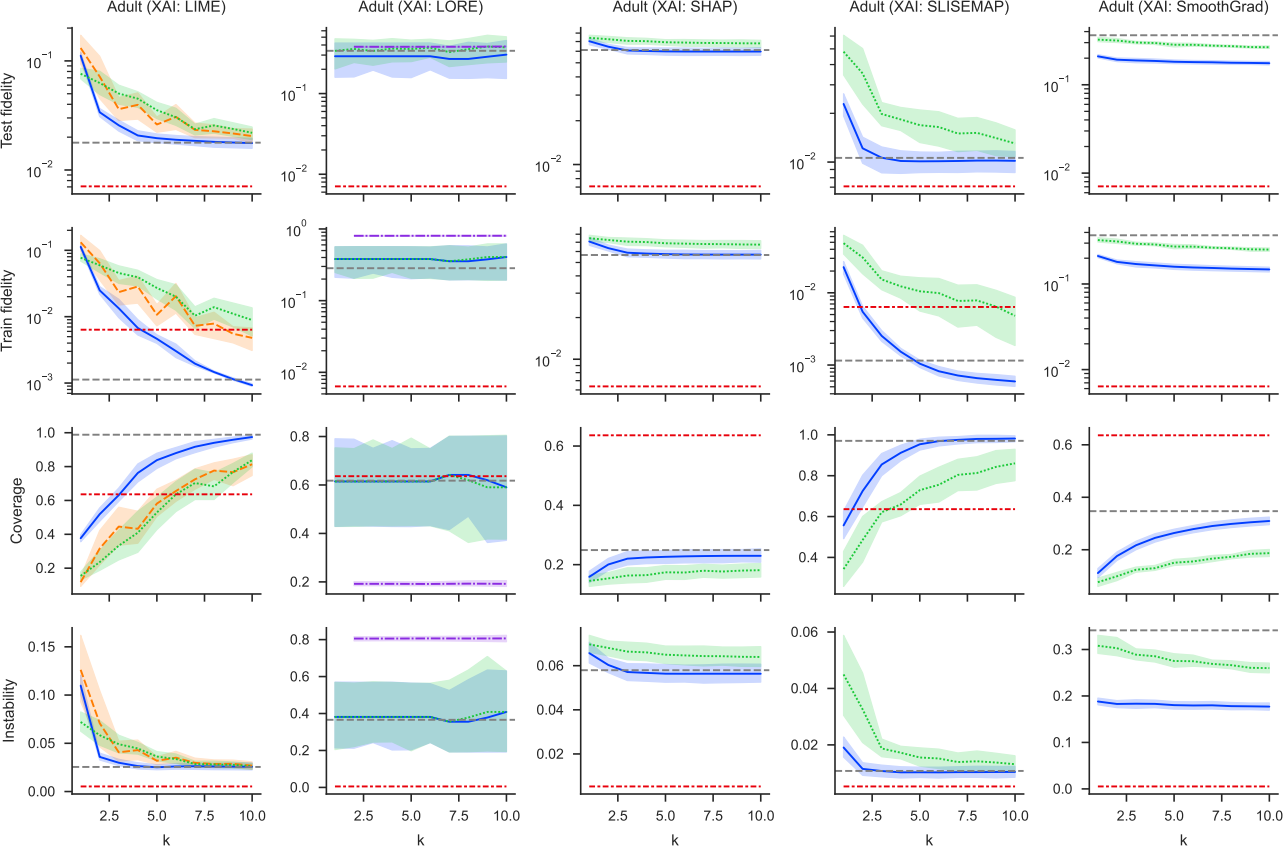 Adult (XAI: LIME) Adult (XAI: LORE) Adult (XAI: SHAP) Adult (XAI: SLISEMAP) Adult (XAI: SmoothGrad)
Test fidelity
10⁻¹ 10⁻²
10⁻¹ 10⁻²
10⁻²
10⁻²
10⁻¹ 10⁻²
Train fidelity
10⁻¹ 10⁻² 10⁻³
10⁰ 10⁻¹ 10⁻²
10⁻²
10⁻² 10⁻³
10⁻¹ 10⁻²
Coverage
1.0 0.8 0.6 0.4 0.2
0.8 0.6 0.4 0.2
0.6 0.4 0.2
1.0 0.8 0.6 0.4
0.6 0.4 0.2
Instability
0.15 0.10 0.05 0.00
0.8 0.6 0.4 0.2 0.0
0.06 0.04 0.02
0.06 0.04 0.02
0.3 0.2 0.1 0.0
2.5 5.0 7.5 10.0 2.5 5.0 7.5 10.0 2.5 5.0 7.5 10.0 2.5 5.0 7.5 10.0 2.5 5.0 7.5 10.0
k k k k k